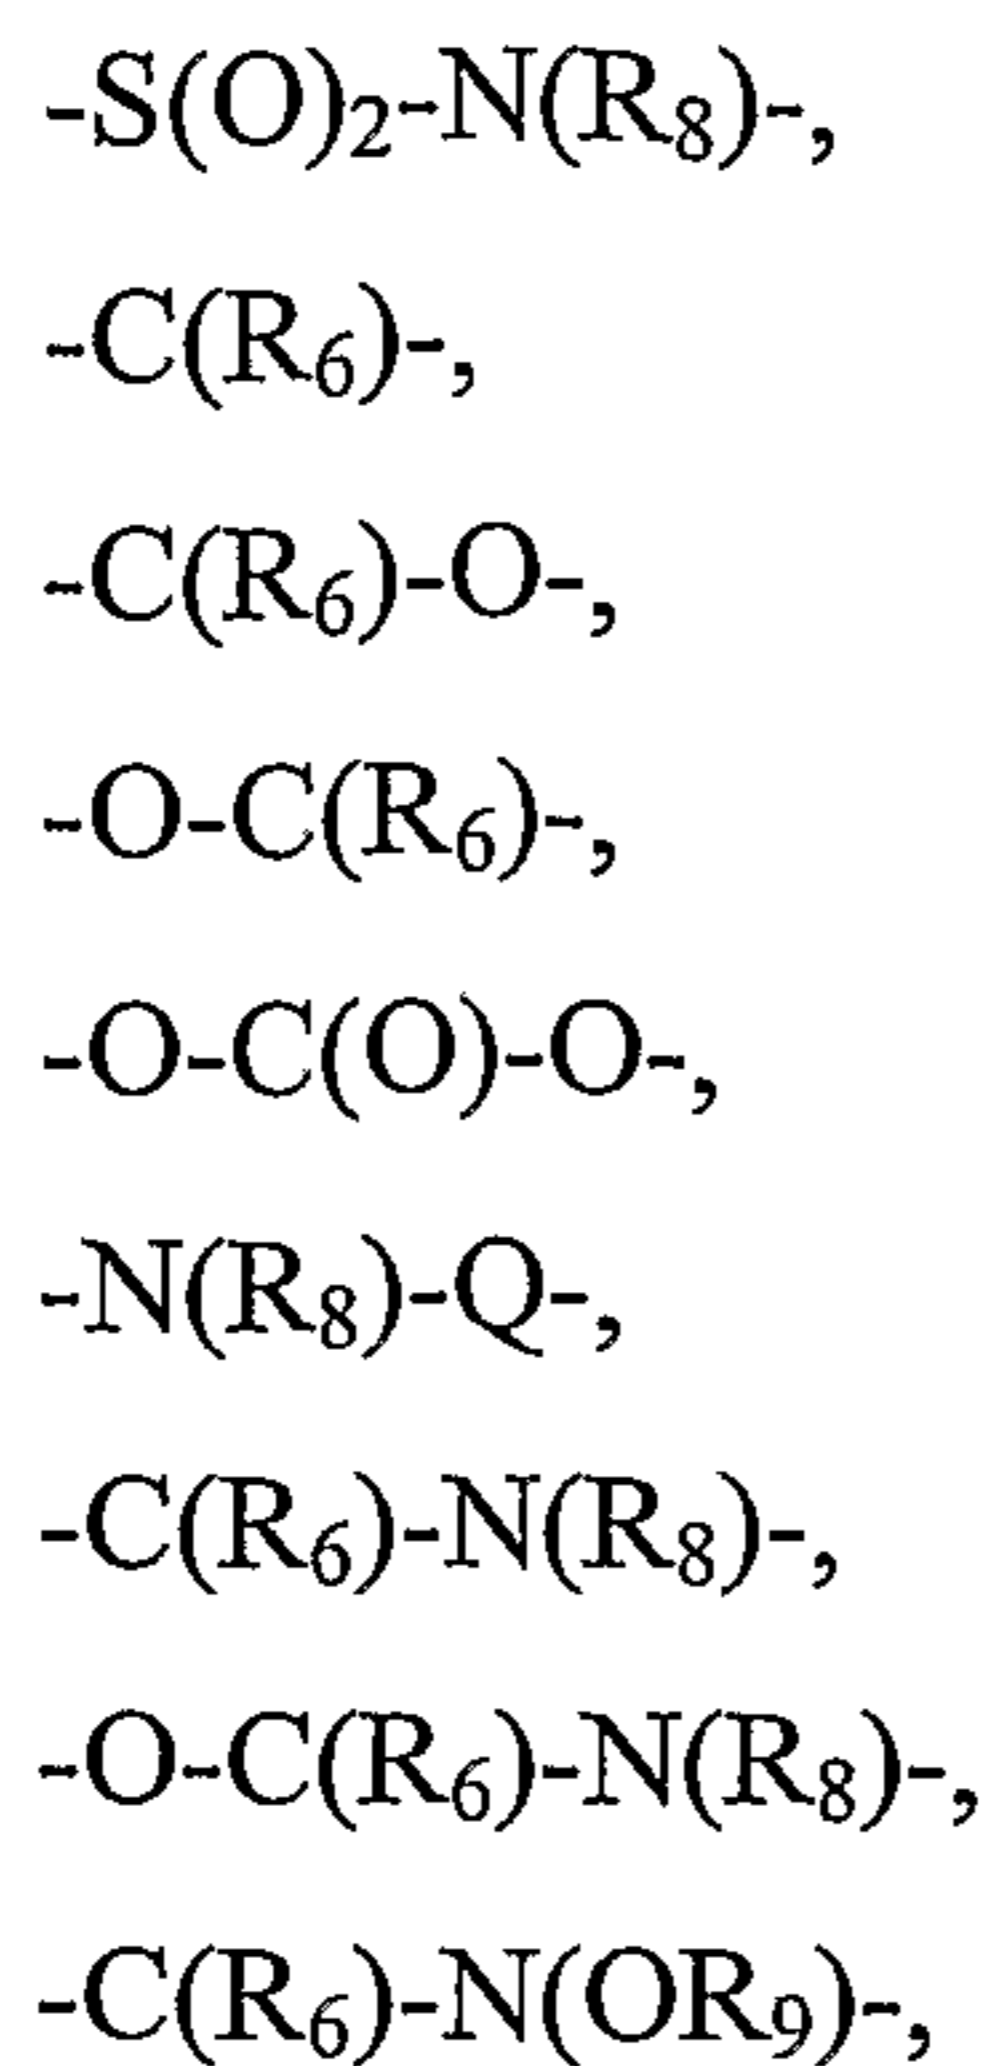 -S(O)₂-N(R₈)-,
-C(R₆)-,
-C(R₆)-O-,
-O-C(R₆)-,
-O-C(O)-O-,
-N(R₈)-Q-,
-C(R₆)-N(R₈)-,
-O-C(R₆)-N(R₈)-,
-C(R₆)-N(OR₉)-,